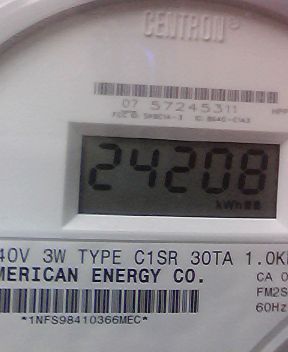 CENTRON®
07 57245311
24208
kWh
40V 3W TYPE C1SR 30TA 1.0K
MERICAN ENERGY CO.
CA 0
FM2S
60Hz
*1NFS98410366MEC*